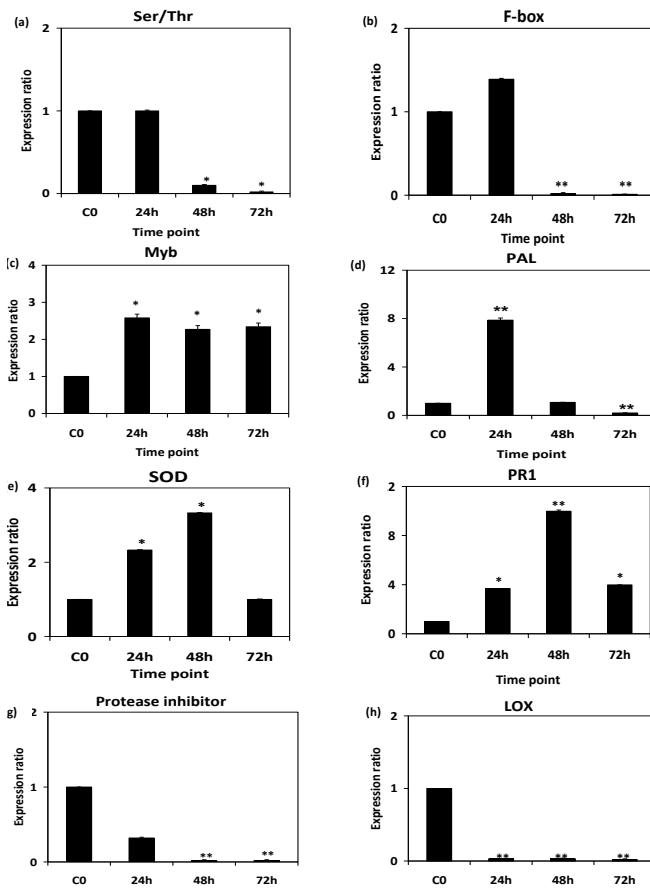 (a)
Ser/Thr
Expression ratio
2
1
0
*
*
C0 24h 48h 72h
Time point
(b)
F-box
Expression ratio
2
1
0
**
**
C0 24h 48h 72h
Time point
(c)
Myb
Expression ratio
4
3
2
1
0
*
*
*
C0 24h 48h 72h
Time point
(d)
PAL
Expression ratio
12
8
4
0
**
**
C0 24h 48h 72h
Time point
e)
SOD
Expression ratio
4
2
0
*
*
C0 24h 48h 72h
Time point
(f)
PR1
Expression ratio
2
8
4
0
*
**
*
C0 24h 48h 72h
Time point
g)
Protease inhibitor
Expression ratio
2
1
0
**
**
C0 24h 48h 72h
(h)
LOX
Expression ratio
2
1
0
**
**
**
C0 24h 48h 72h